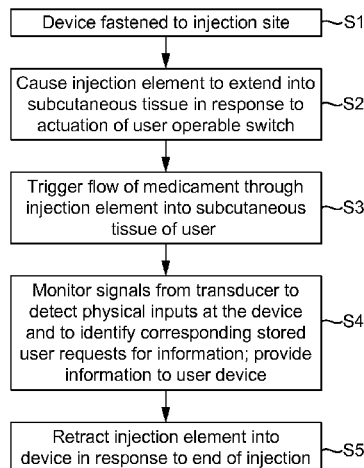 Device fastened to injection site
S1
Cause injection element to extend into
subcutaneous tissue in response to
actuation of user operable switch
S2
Trigger flow of medicament through
injection element into subcutaneous
tissue of user
S3
Monitor signals from transducer to
detect physical inputs at the device
and to identify corresponding stored
user requests for information; provide
information to user device
S4
Retract injection element into
device in response to end of injection
S5